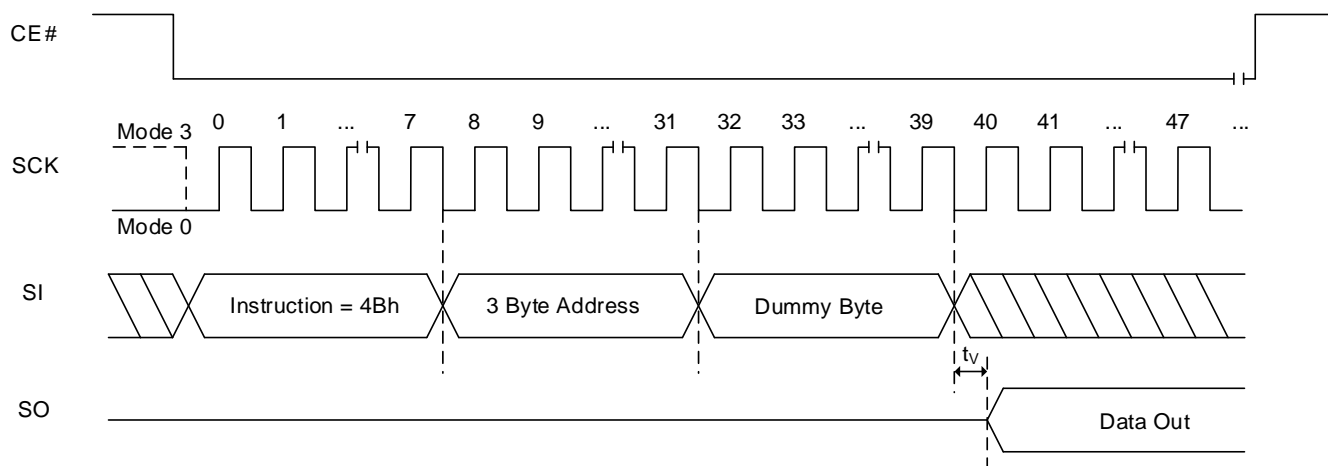 CE#
0 1 ... 7 8 9 ... 31 32 33 ... 39 40 41 ... 47 ...
Mode 3
SCK
Mode 0
SI
Instruction = 4Bh
3 Byte Address
Dummy Byte
tV
SO
Data Out